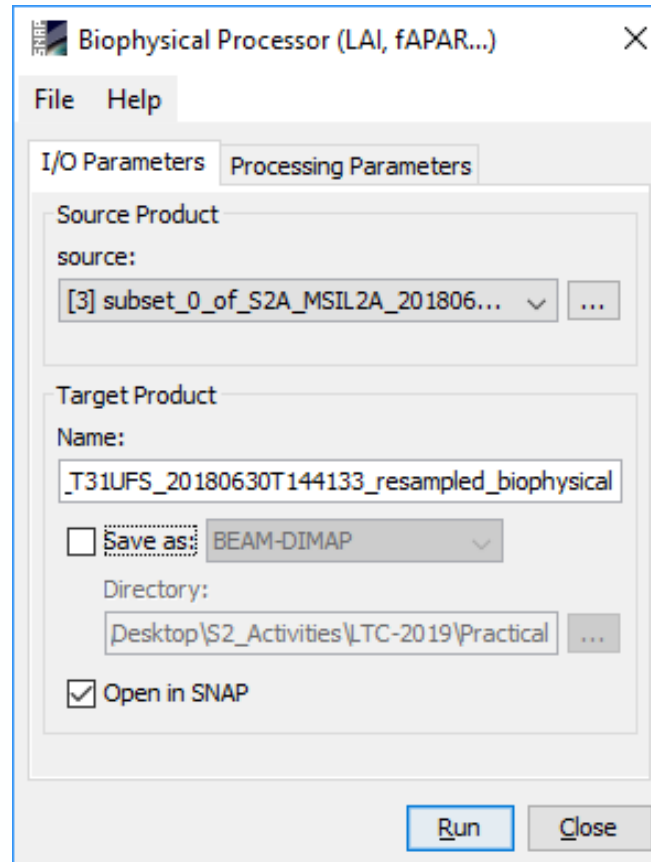 SNAP Biophysical Processor (LAI, fAPAR...)
File Help
I/O Parameters Processing Parameters
Source Product
source:
[3] subset_0_of_S2A_MSIL2A_201806... ...
Target Product
Name:
_T31UFS_20180630T144133_resampled_biophysical
Save as: BEAM-DIMAP
Directory:
Desktop\S2_Activities\LTC-2019\Practical ...
Open in SNAP
Run Close